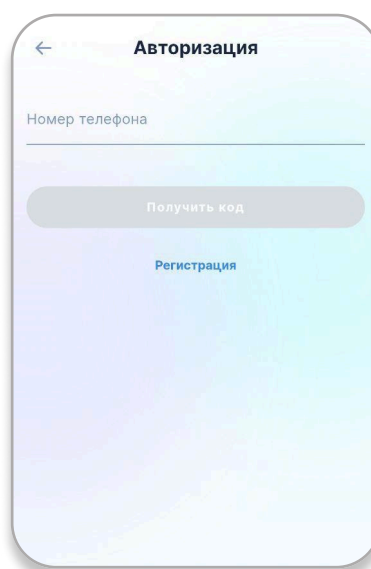 Авторизация
Номер телефона
Получить код
Регистрация